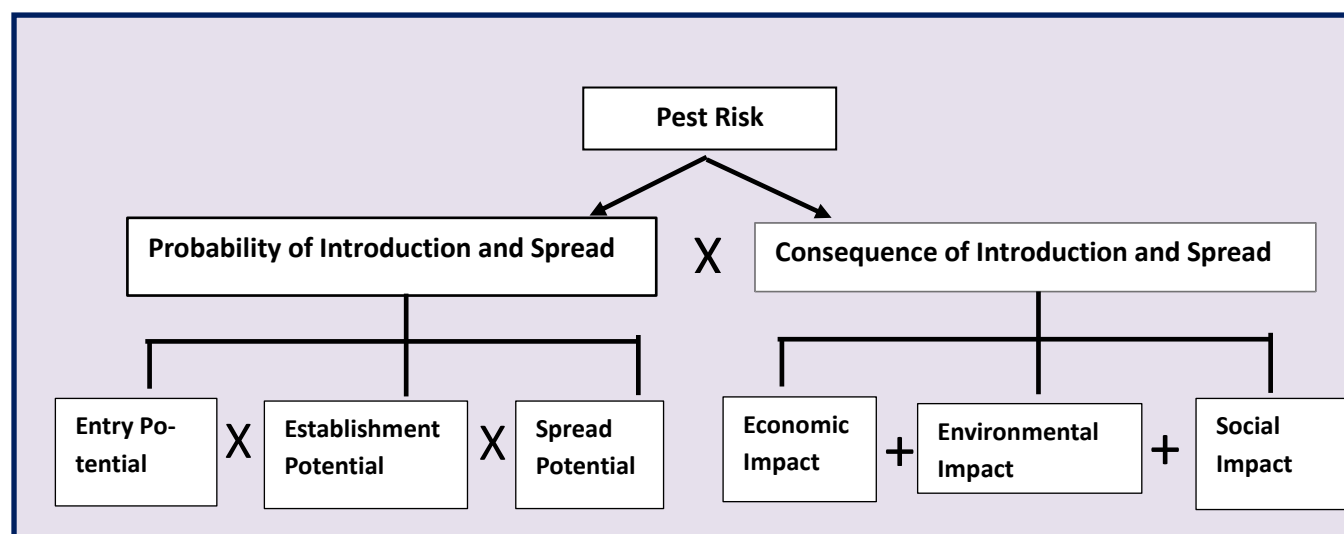 Pest Risk
Probability of Introduction and Spread
X
Consequence of Introduction and Spread
Entry Po-
tential
X
Establishment
Potential
X
Spread
Potential
Economic
Impact
+
Environmental
Impact
+
Social
Impact